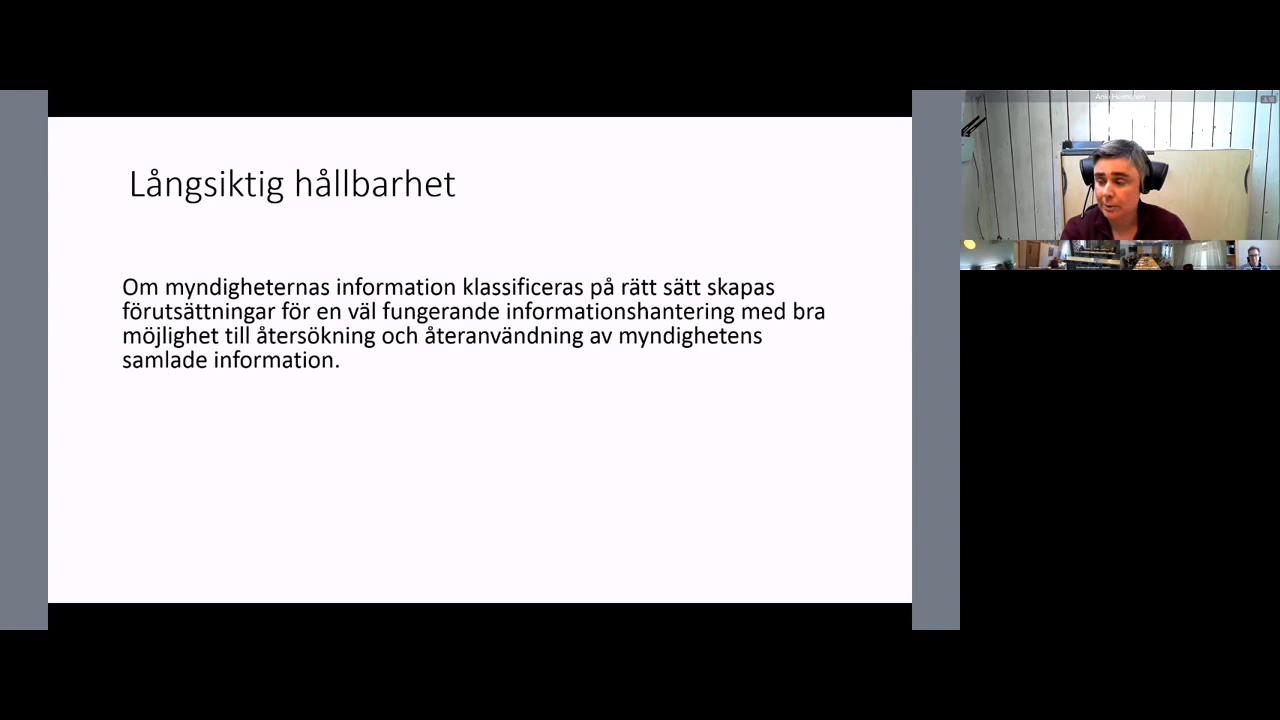 Långsiktig hållbarhet
Om myndigheternas information klassificeras på rätt sätt skapas
förutsättningar för en väl fungerande informationshantering med bra
möjlighet till återsökning och återanvändning av myndighetens
samlade information.